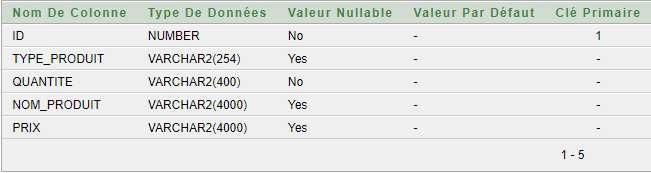 Nom De Colonne Type De Données Valeur Nullable Valeur Par Défaut Clé Primaire
ID NUMBER No - 1
TYPE_PRODUIT VARCHAR2(254) Yes - -
QUANTITE VARCHAR2(400) No - -
NOM_PRODUIT VARCHAR2(4000) Yes - -
PRIX VARCHAR2(4000) Yes - -
1 - 5